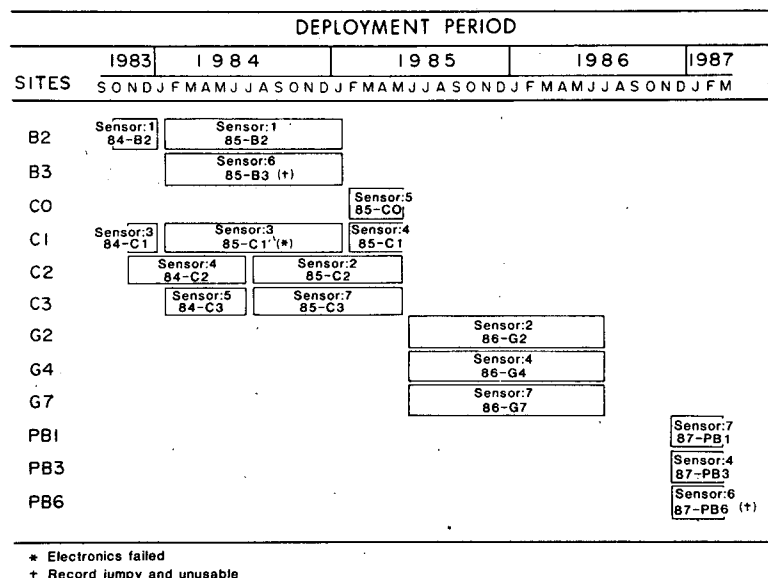 DEPLOYMENT PERIOD
1983 1984 1985 1986 1987
SITES S O N D J F M A M J J A S O N D J F M A M J J A S O N D J F M A M J J A S O N D J F M
B2 Sensor:1 84-B2 Sensor:1 85-B2
B3 Sensor:6 85-B3 (†)
C0 Sensor:5 85-C0
C1 Sensor:3 84-C1 Sensor:3 85-C1 (*) Sensor:4 85-C1
C2 Sensor:4 84-C2 Sensor:2 85-C2
C3 Sensor:5 84-C3 Sensor:7 85-C3
G2 Sensor:2 86-G2
G4 Sensor:4 86-G4
G7 Sensor:7 86-G7
PB1 Sensor:7 87-PB1
PB3 Sensor:4 87-PB3
PB6 Sensor:6 87-PB6 (†)
* Electronics failed
† Record jumpy and unusable